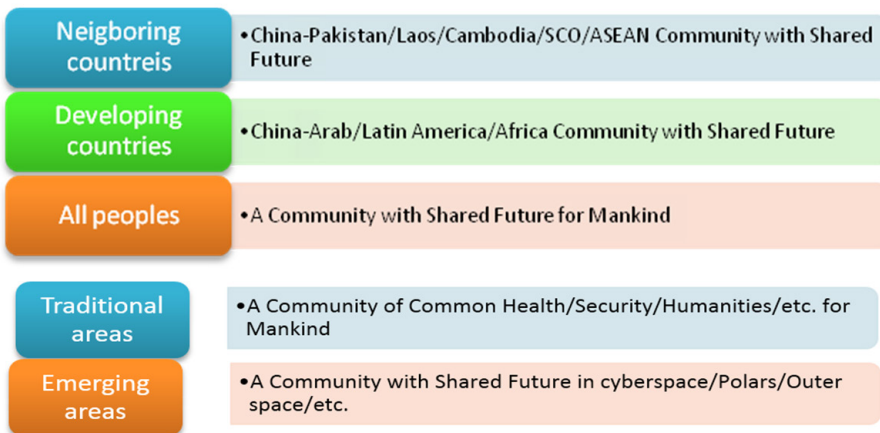 Neigboring
countreis
•China-Pakistan/Laos/Cambodia/SCO/ASEAN Community with Shared
Future
Developing
countries
•China-Arab/Latin America/Africa Community with Shared Future
All peoples
•A Community with Shared Future for Mankind
Traditional
areas
•A Community of Common Health/Security/Humanities/etc. for
Mankind
Emerging
areas
•A Community with Shared Future in cyberspace/Polars/Outer
space/etc.